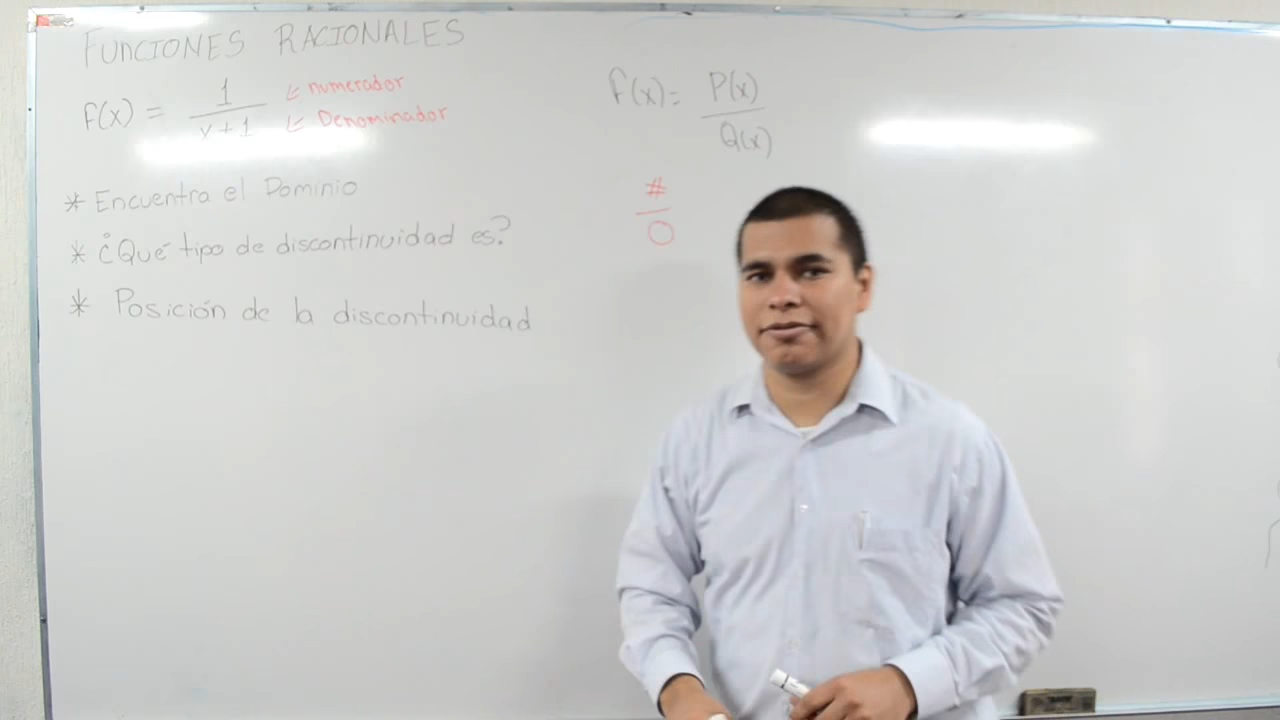 FUNCIONES RACIONALES
f(x) = 1 / x + 1
← numerador
← Denominador
* Encuentra el Dominio
* ¿Qué tipo de discontinuidad es?
* Posición de la discontinuidad
f(x) = P(x) / Q(x)
# / 0